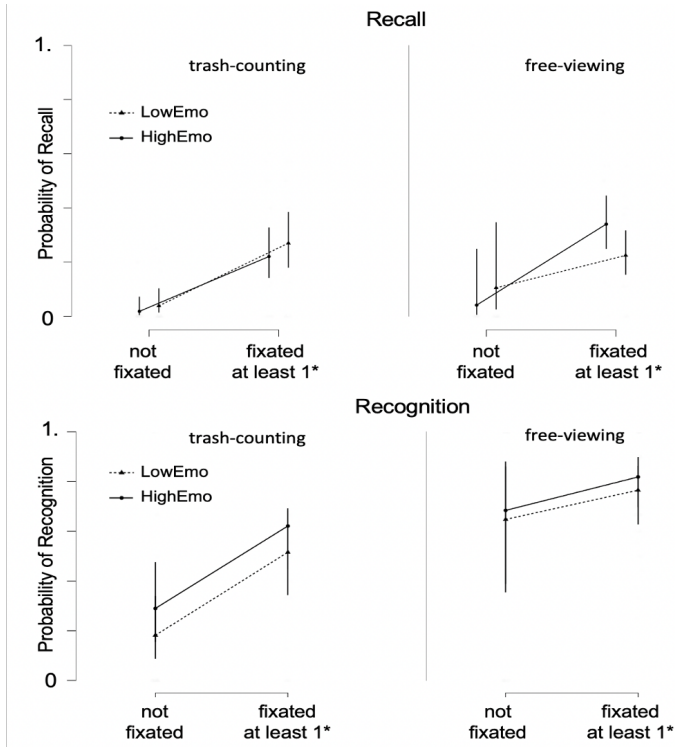 Recall
1.
trash-counting
free-viewing
LowEmo
HighEmo
Probability of Recall
0
not
fixated
fixated
at least 1*
not
fixated
fixated
at least 1*
Recognition
1.
trash-counting
free-viewing
LowEmo
HighEmo
Probability of Recognition
0
not
fixated
fixated
at least 1*
not
fixated
fixated
at least 1*